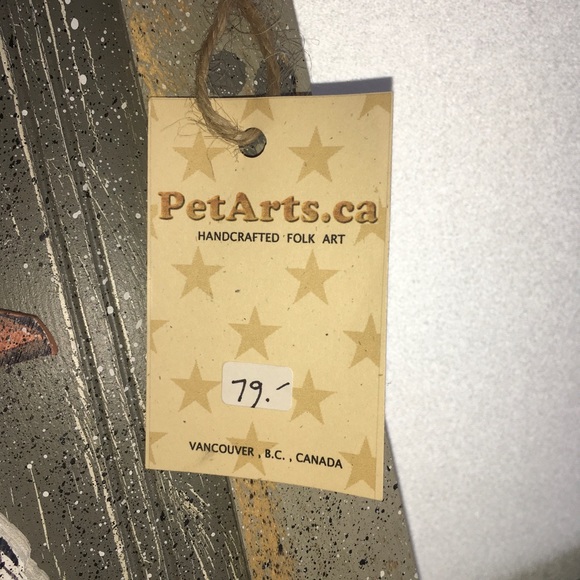 PetArts.ca
HANDCRAFTED FOLK ART
79.-
VANCOUVER , B.C. , CANADA